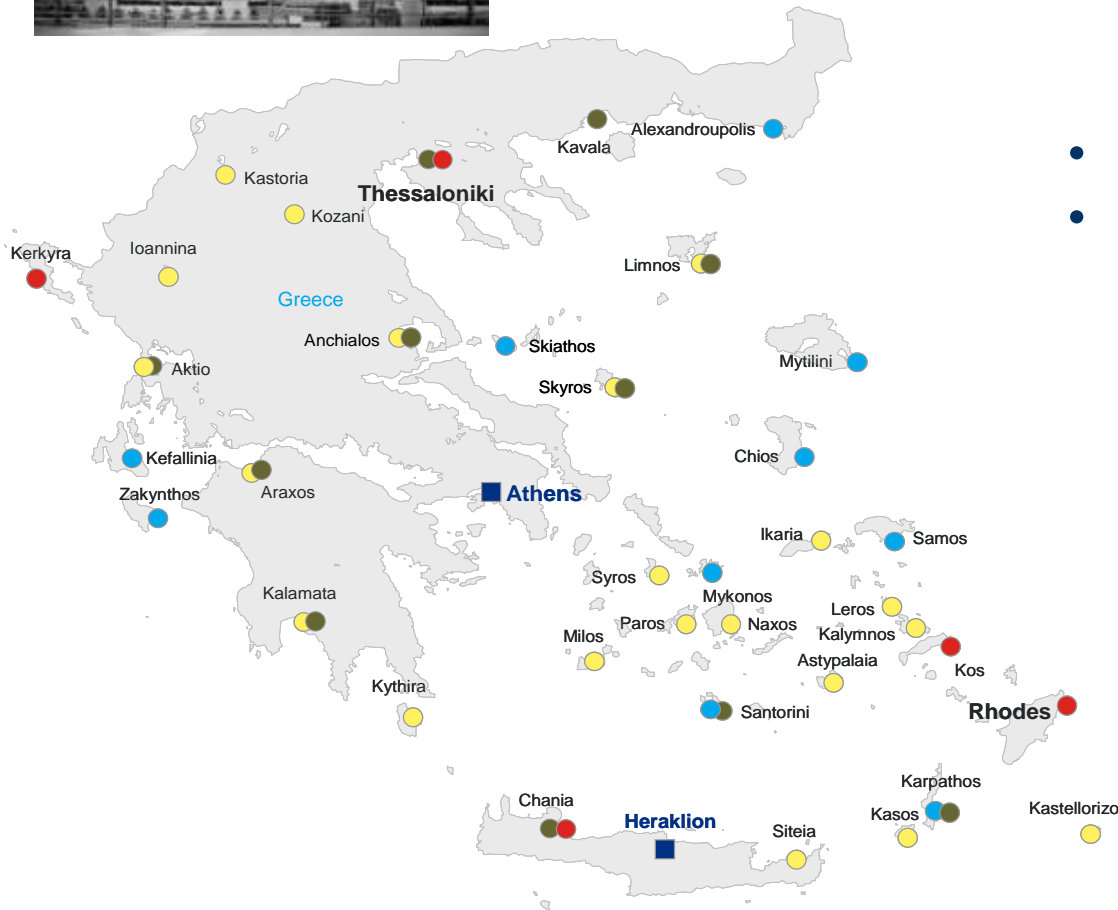 Alexandroupolis
Kavala
Kastoria
Thessaloniki
Kozani
Ioannina
Kerkyra
Limnos
Greece
Anchialos
Skiathos
Mytilini
Aktio
Skyros
Chios
Kefallinia
Zakynthos
Araxos
Athens
Ikaria
Samos
Syros
Kalamata
Mykonos
Leros
Paros
Naxos
Kalymnos
Milos
Astypalaia
Kos
Kythira
Santorini
Rhodes
Karpathos
Chania
Kasos
Kastellorizo
Heraklion
Siteia